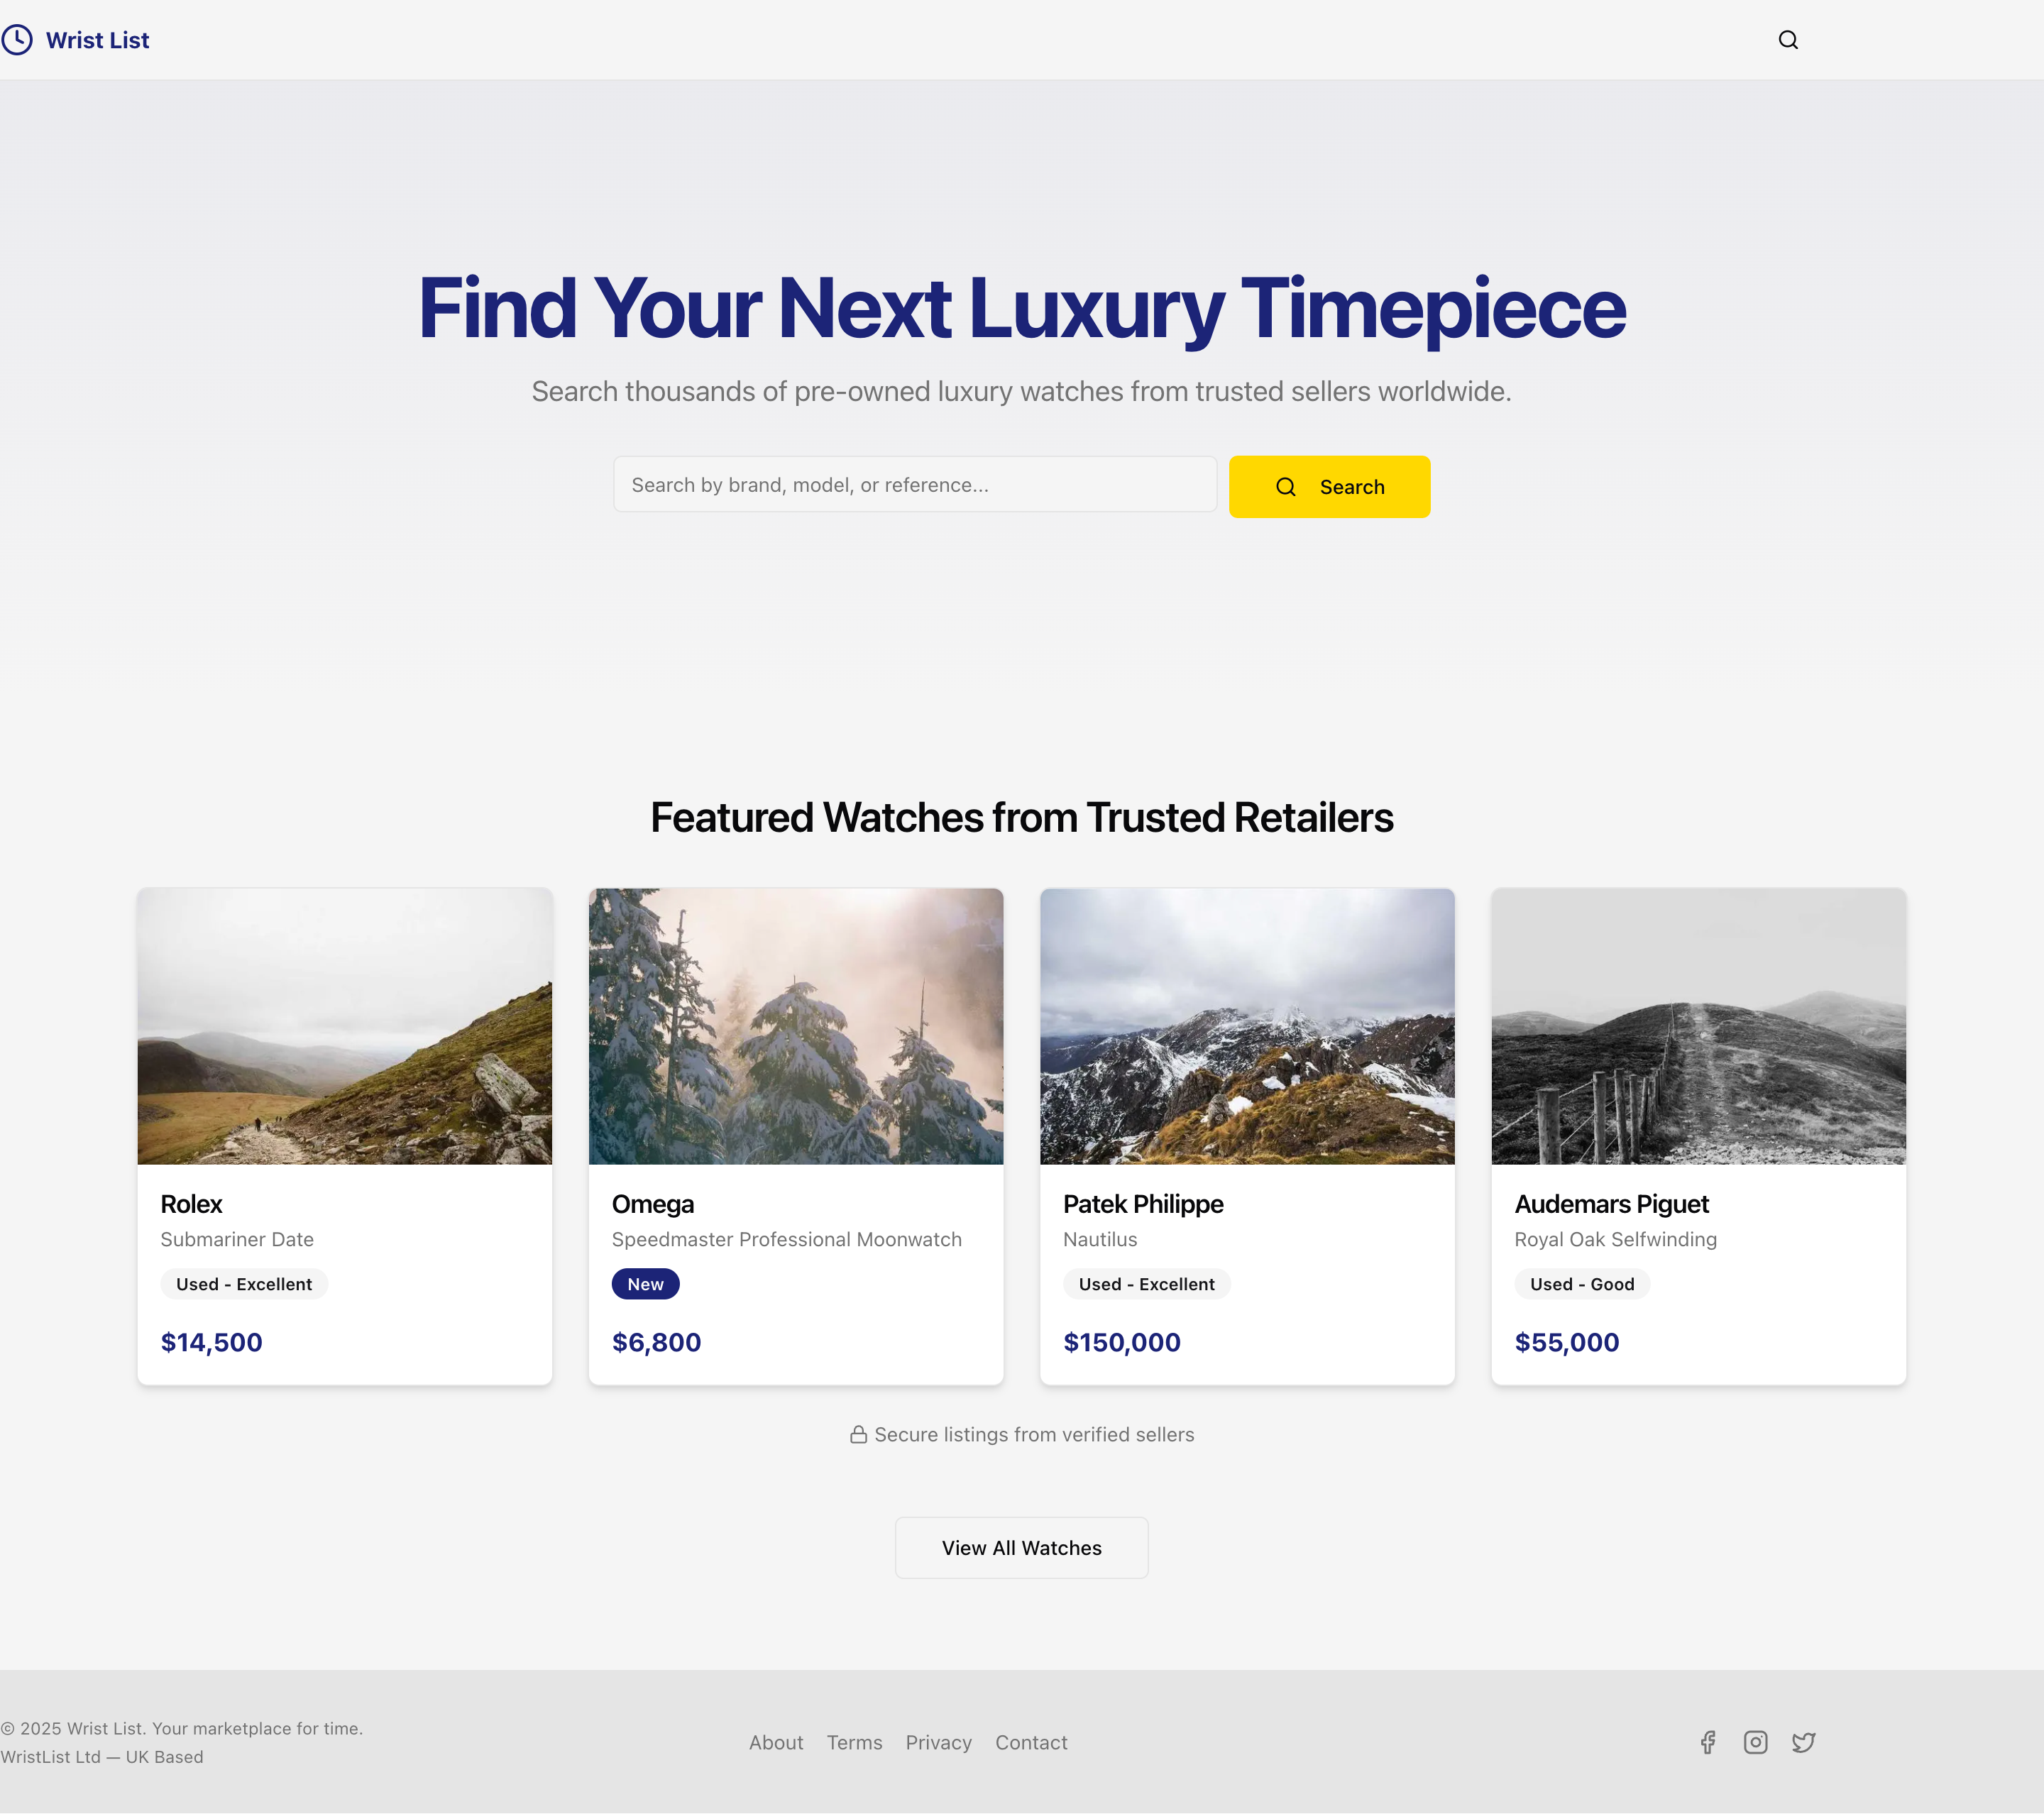 Wrist List
Find Your Next Luxury Timepiece
Search thousands of pre-owned luxury watches from trusted sellers worldwide.
Search by brand, model, or reference...
Search
Featured Watches from Trusted Retailers
Rolex
Submariner Date
Used - Excellent
$14,500
Omega
Speedmaster Professional Moonwatch
New
$6,800
Patek Philippe
Nautilus
Used - Excellent
$150,000
Audemars Piguet
Royal Oak Selfwinding
Used - Good
$55,000
Secure listings from verified sellers
View All Watches
© 2025 Wrist List. Your marketplace for time.
WristList Ltd — UK Based
About Terms Privacy Contact